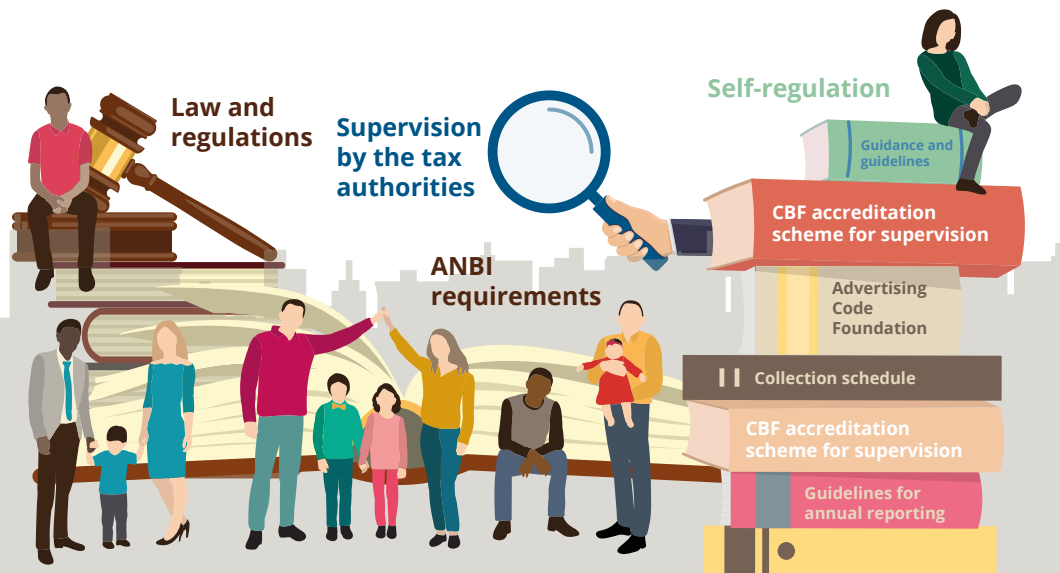 Law and
regulations
Supervision
by the tax
authorities
ANBI
requirements
Self-regulation
Guidance and
guidelines
CBF accreditation
scheme for supervision
Advertising
Code
Foundation
Collection schedule
CBF accreditation
scheme for supervision
Guidelines for
annual reporting